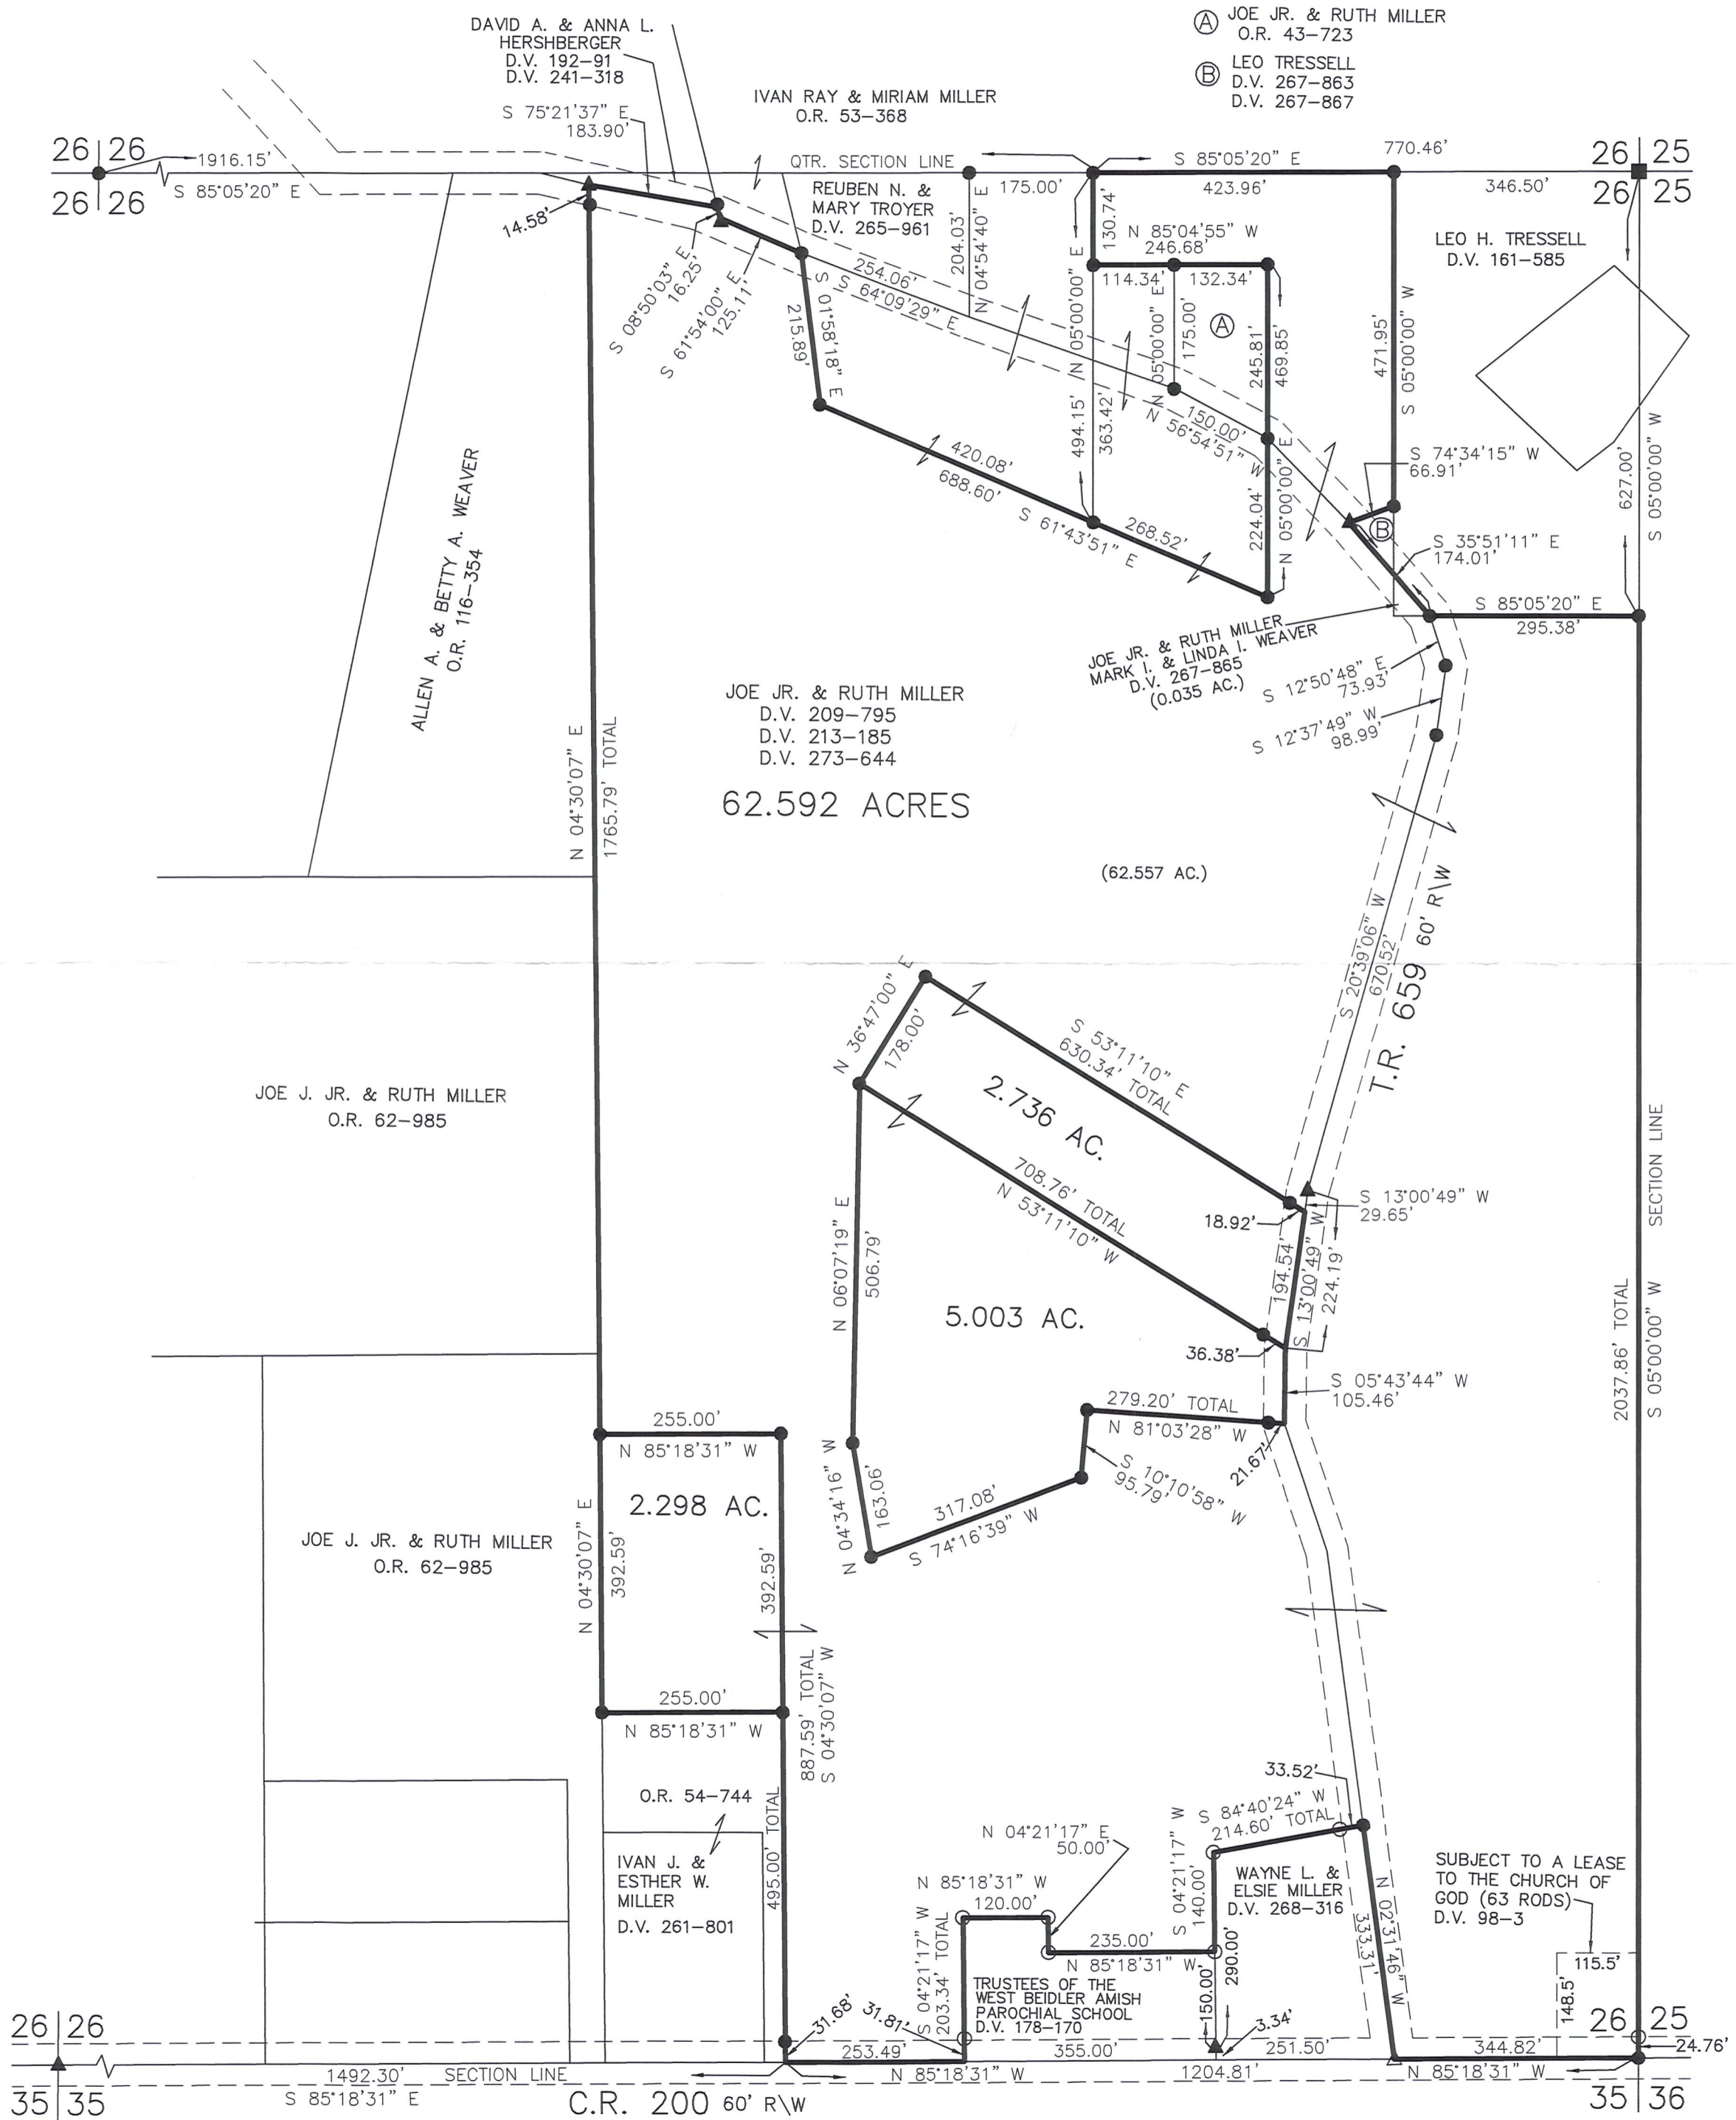 DAVID A. & ANNA L.
HERSHBERGER
D.V. 192-91
D.V. 241-318
Ⓐ JOE JR. & RUTH MILLER
O.R. 43-723
Ⓑ LEO TRESSELL
D.V. 267-863
D.V. 267-867
IVAN RAY & MIRIAM MILLER
O.R. 53-368
S 75°21'37" E
183.90'
26 26
26 26
1916.15'
S 85°05'20" E
QTR. SECTION LINE
S 85°05'20" E
770.46'
26 25
26 25
175.00'
423.96'
346.50'
REUBEN N. &
MARY TROYER
D.V. 265-961
14.58'
204.03'
N 04°54'40" E
130.74'
N 85°04'55" W
246.68'
114.34'
132.34'
LEO H. TRESSELL
D.V. 161-585
S 08°50'03" E
16.25'
S 61°54'00" E
125.11'
254.06'
S 64°09'29" E
S 01°58'18" E
215.89'
N 05°00'00" E
494.15'
363.42'
N 05°00'00" E
175.00'
Ⓐ
245.81'
469.85'
471.95'
S 05°00'00" W
150.00'
N 56°54'51" W
420.08'
688.60'
S 61°43'51" E
268.52'
224.04'
N 05°00'00" E
S 74°34'15" W
66.91'
Ⓑ
S 35°51'11" E
174.01'
627.00'
S 05°00'00" W
S 85°05'20" E
295.38'
ALLEN A. & BETTY A. WEAVER
O.R. 116-354
JOE JR. & RUTH MILLER
MARK I. & LINDA I. WEAVER
D.V. 267-865
(0.035 AC.)
S 12°50'48" E
73.93'
S 12°37'49" W
98.99'
JOE JR. & RUTH MILLER
D.V. 209-795
D.V. 213-185
D.V. 273-644
62.592 ACRES
(62.557 AC.)
N 04°30'07" E
1765.79' TOTAL
S 20°39'06" W
670.52'
T.R. 659 60' R\W
N 36°47'00" E
178.00'
S 53°11'10" E
630.34' TOTAL
2.736 AC.
708.76' TOTAL
N 53°11'10" W
JOE J. JR. & RUTH MILLER
O.R. 62-985
18.92'
S 13°00'49" W
29.65'
194.54'
S 13°00'49" W
224.19'
N 06°07'19" E
506.79'
5.003 AC.
36.38'
S 05°43'44" W
105.46'
2037.86' TOTAL
S 05°00'00" W SECTION LINE
279.20' TOTAL
N 81°03'28" W
21.67'
S 10°10'58" W
95.79'
317.08'
S 74°16'39" W
N 04°34'16" W
163.06'
255.00'
N 85°18'31" W
2.298 AC.
N 04°30'07" E
392.59'
392.59'
JOE J. JR. & RUTH MILLER
O.R. 62-985
255.00'
N 85°18'31" W
887.59' TOTAL
S 04°30'07" W
O.R. 54-744
495.00' TOTAL
IVAN J. &
ESTHER W.
MILLER
D.V. 261-801
33.52'
S 84°40'24" W
214.60' TOTAL
N 04°21'17" E
50.00'
N 85°18'31" W
120.00'
S 04°21'17" W
203.34' TOTAL
235.00'
N 85°18'31" W
S 04°21'17" W
140.00'
290.00'
150.00'
WAYNE L. &
ELSIE MILLER
D.V. 268-316
N 02°31'46" W
333.31'
SUBJECT TO A LEASE
TO THE CHURCH OF
GOD (63 RODS)
D.V. 98-3
115.5'
148.5'
TRUSTEES OF THE
WEST BEIDLER AMISH
PAROCHIAL SCHOOL
D.V. 178-170
31.68'
31.81'
3.34'
26 26
35 35
26 25
35 36
24.76'
253.49'
355.00'
251.50'
344.82'
1492.30' SECTION LINE
S 85°18'31" E
N 85°18'31" W
1204.81'
N 85°18'31" W
C.R. 200 60' R\W